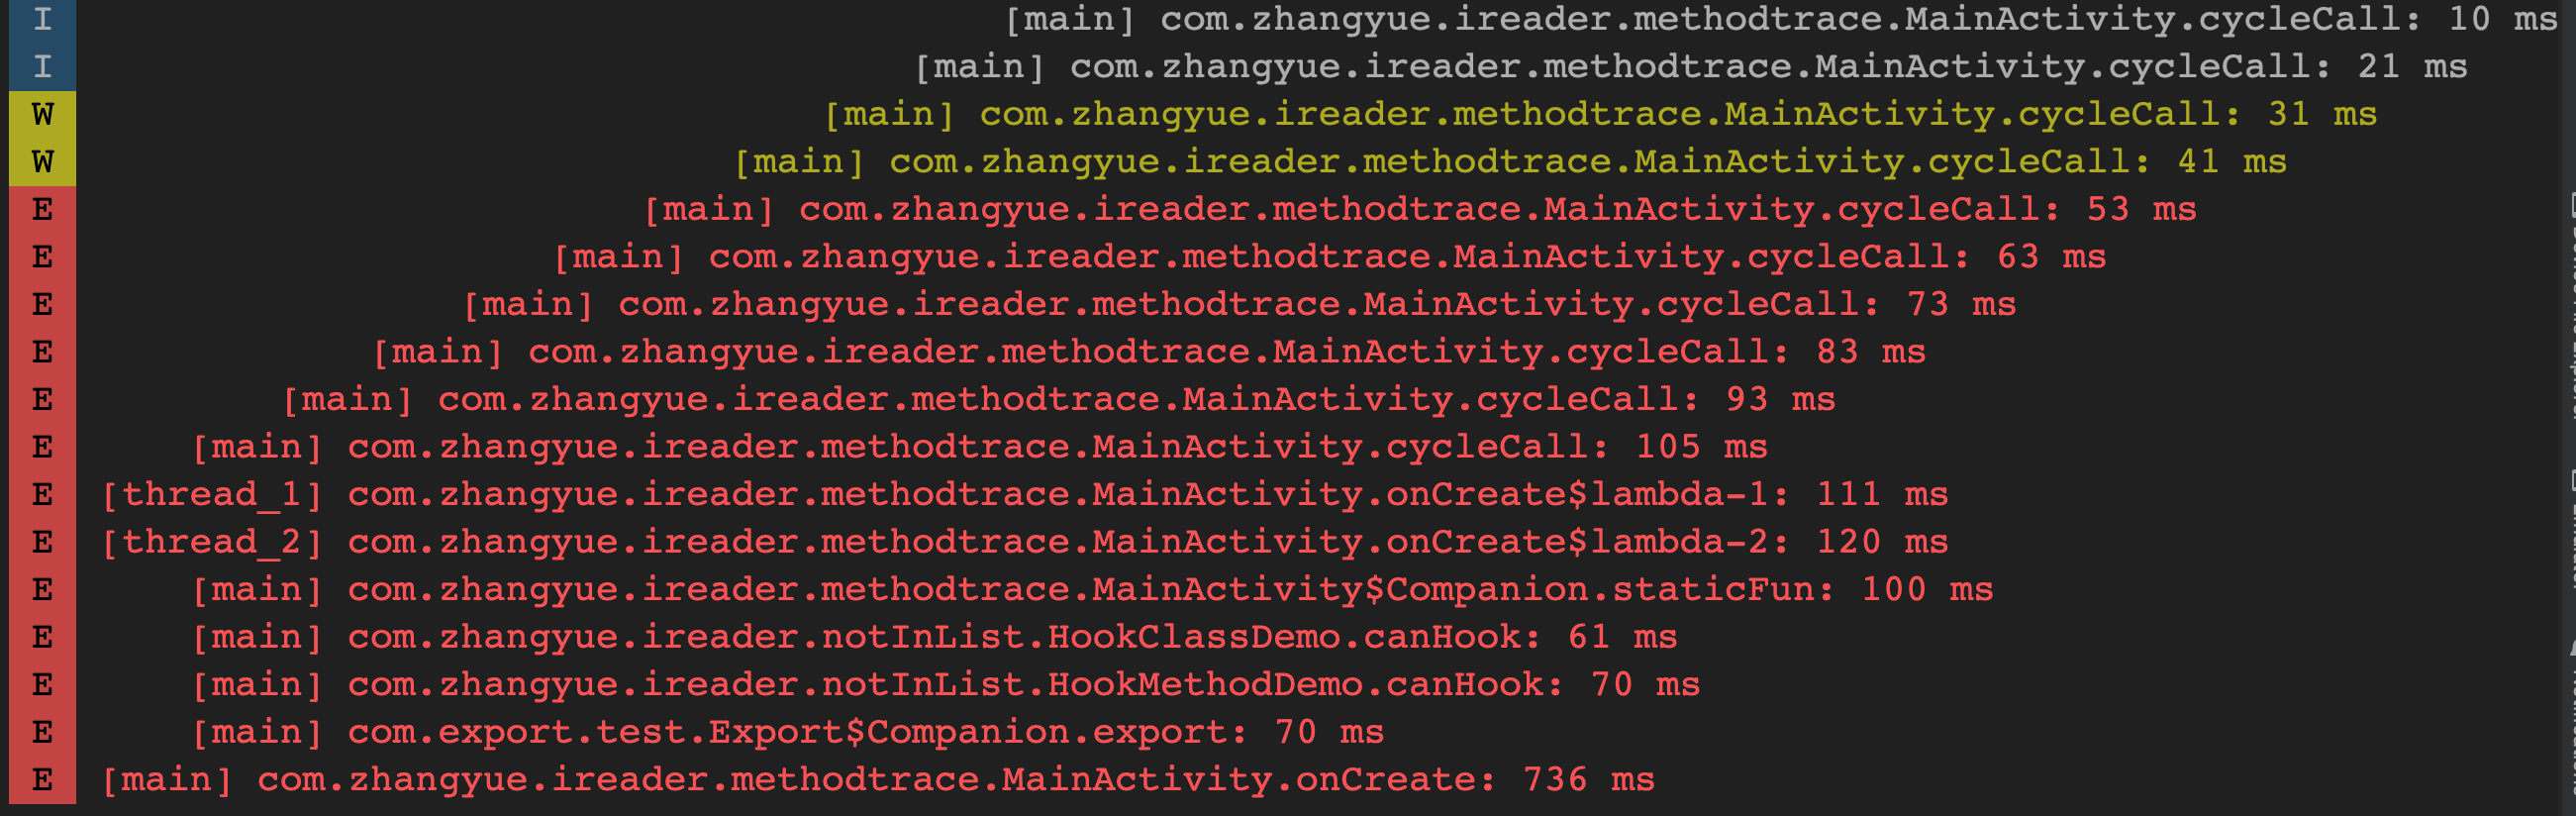 I [main] com.zhangyue.ireader.methodtrace.MainActivity.cycleCall: 10 ms
I [main] com.zhangyue.ireader.methodtrace.MainActivity.cycleCall: 21 ms
W [main] com.zhangyue.ireader.methodtrace.MainActivity.cycleCall: 31 ms
W [main] com.zhangyue.ireader.methodtrace.MainActivity.cycleCall: 41 ms
E [main] com.zhangyue.ireader.methodtrace.MainActivity.cycleCall: 53 ms
E [main] com.zhangyue.ireader.methodtrace.MainActivity.cycleCall: 63 ms
E [main] com.zhangyue.ireader.methodtrace.MainActivity.cycleCall: 73 ms
E [main] com.zhangyue.ireader.methodtrace.MainActivity.cycleCall: 83 ms
E [main] com.zhangyue.ireader.methodtrace.MainActivity.cycleCall: 93 ms
E [main] com.zhangyue.ireader.methodtrace.MainActivity.cycleCall: 105 ms
E [thread_1] com.zhangyue.ireader.methodtrace.MainActivity.onCreate$lambda-1: 111 ms
E [thread_2] com.zhangyue.ireader.methodtrace.MainActivity.onCreate$lambda-2: 120 ms
E [main] com.zhangyue.ireader.methodtrace.MainActivity$Companion.staticFun: 100 ms
E [main] com.zhangyue.ireader.notInList.HookClassDemo.canHook: 61 ms
E [main] com.zhangyue.ireader.notInList.HookMethodDemo.canHook: 70 ms
E [main] com.export.test.Export$Companion.export: 70 ms
E [main] com.zhangyue.ireader.methodtrace.MainActivity.onCreate: 736 ms